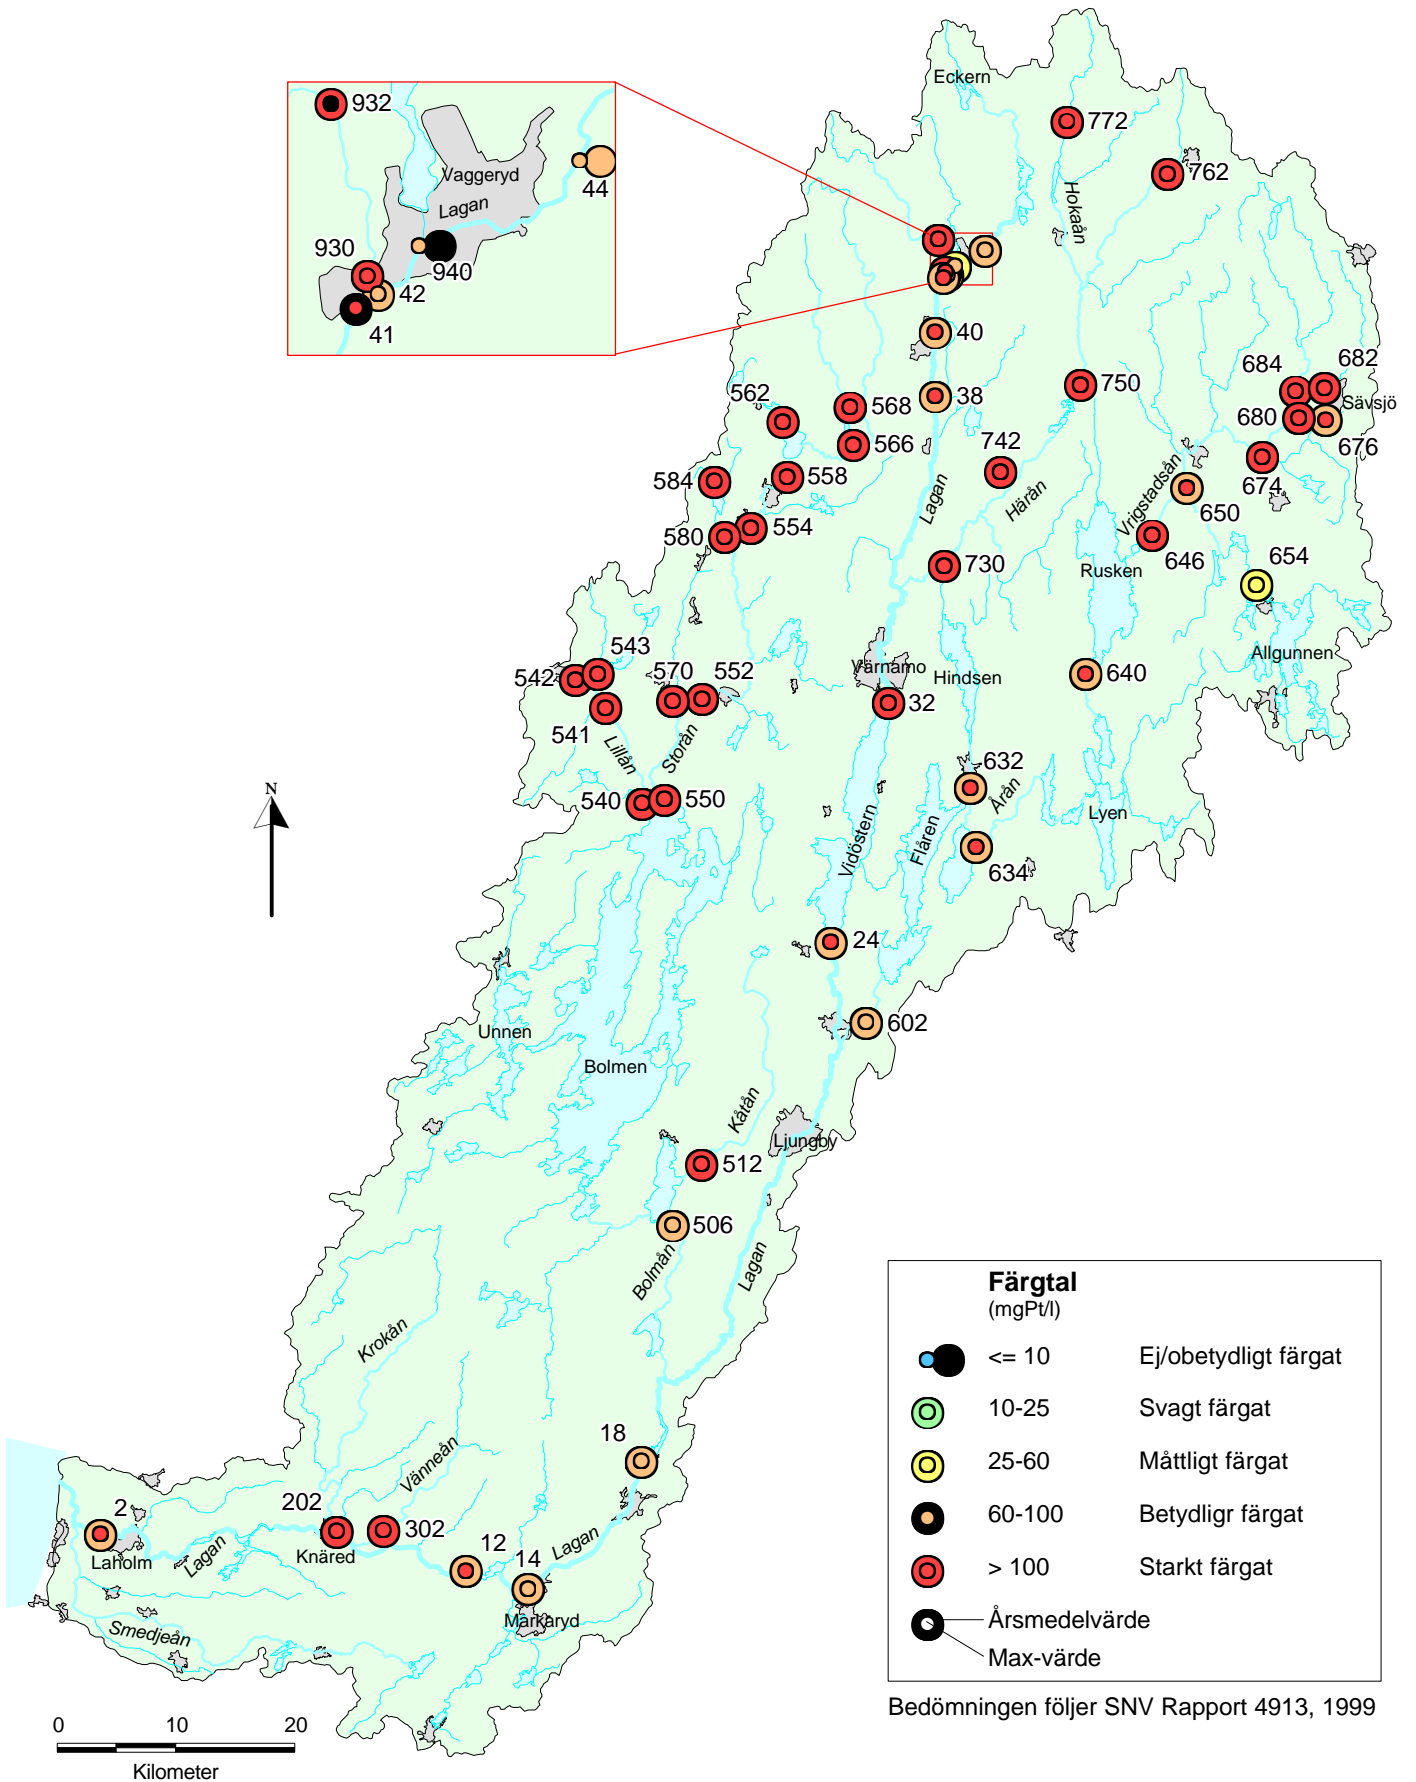 Eckern
772
932
762
Vaggeryd
44
Hokaån
Lagan
930
940
42
41
40
684
682
750
562
38
568
Sävsjö
680
676
742
566
558
674
584
Lagan
Härån
Vrigstadsån
650
554
580
646
654
730
Rusken
543
Värnamo
Allgunnen
542
570
552
Hindsen
640
32
541
Lillån
Storån
632
N
Årån
540
550
Lyen
Vidöstern
Flåren
634
24
602
Unnen
Bolmen
Kåtån
Ljungby
512
506
Bolmån
Lagan
Krokån
Färgtal
(mgPt/l)
<= 10 Ej/obetydligt färgat
10-25 Svagt färgat
25-60 Måttligt färgat
60-100 Betydligr färgat
> 100 Starkt färgat
Årsmedelvärde
Max-värde
Bedömningen följer SNV Rapport 4913, 1999
18
Vänneån
2
202
302
12
14
Lagan
Laholm
Lagan
Knäred
Markaryd
Smedjeån
0 10 20
Kilometer